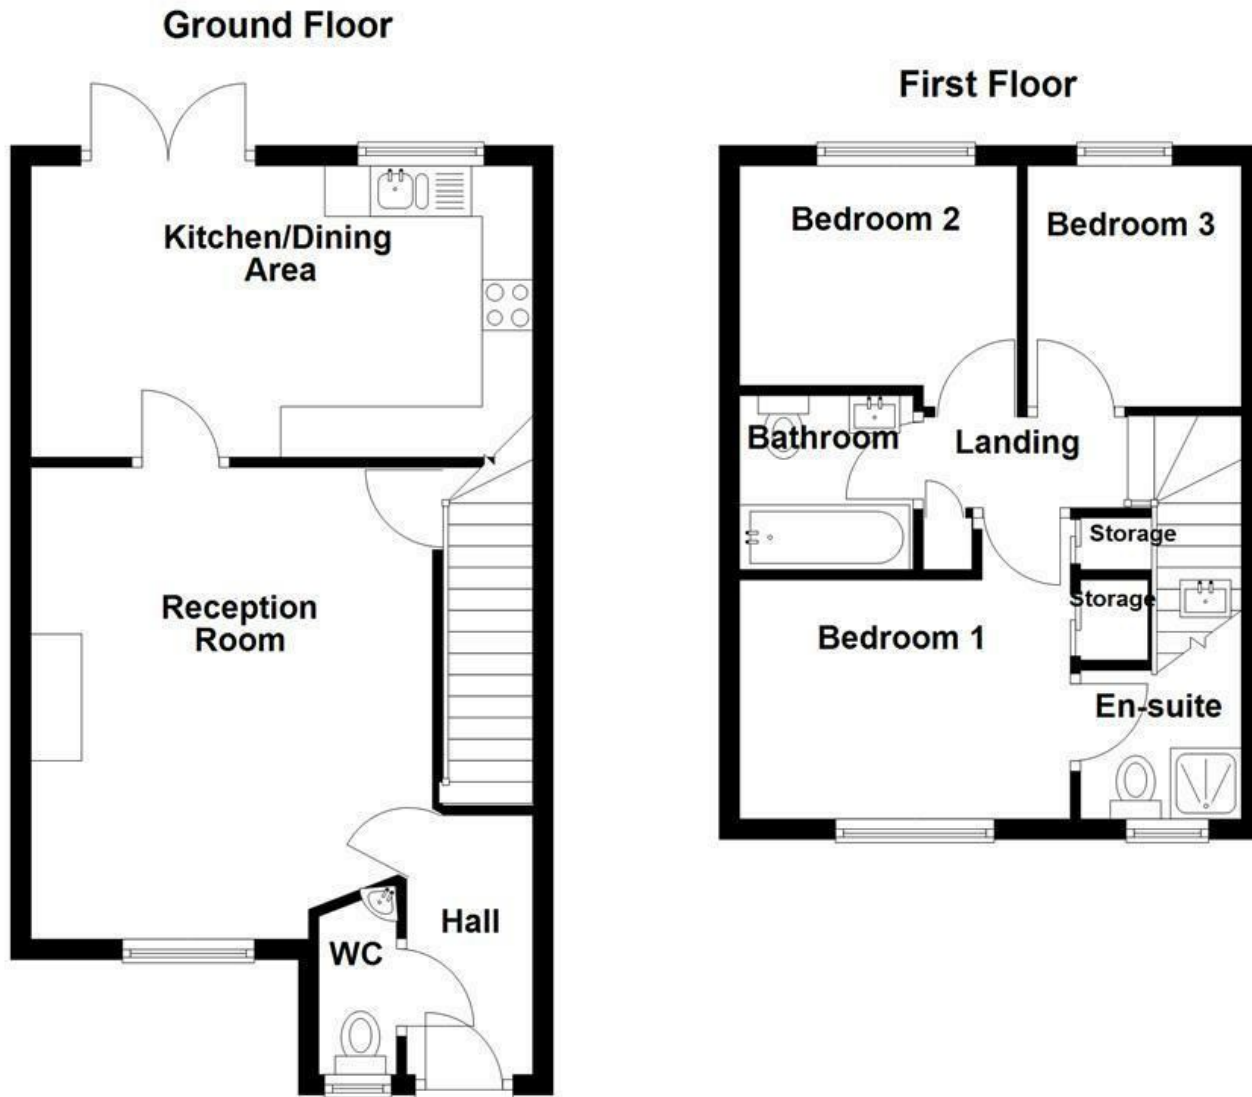 Ground Floor
Kitchen/Dining
Area
Reception
Room
Hall
WC
First Floor
Bedroom 2
Bedroom 3
Bathroom
Landing
Storage
Storage
Bedroom 1
En-suite